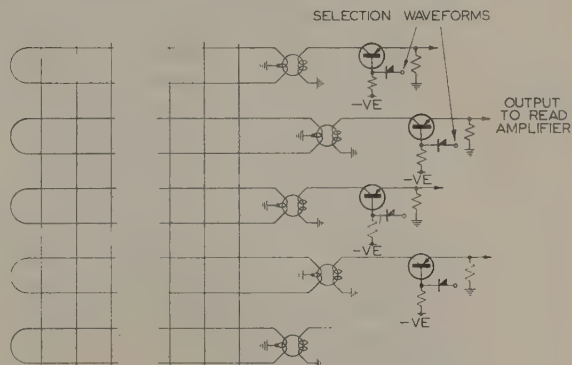 SELECTION WAVEFORMS
-VE
OUTPUT
TO READ
AMPLIFIER
-VE
-VE
-VE